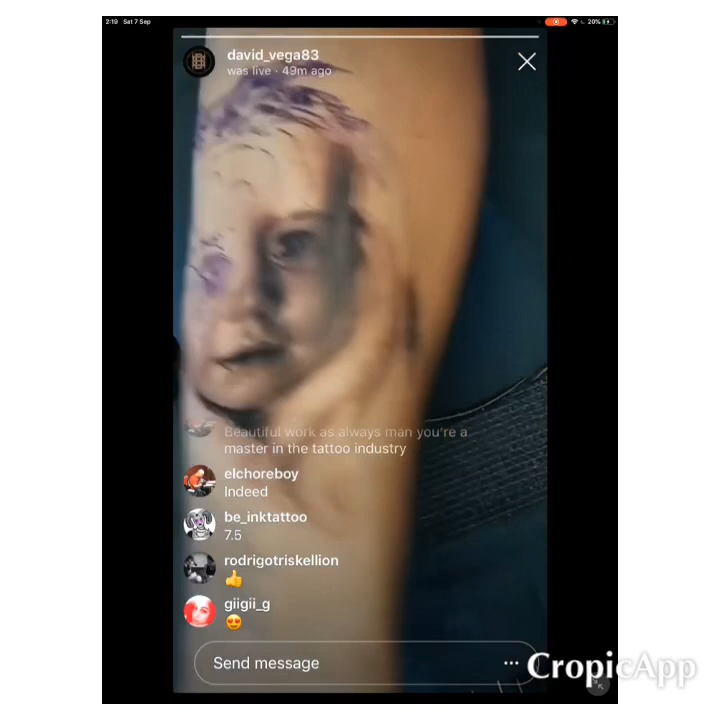 2:19 Sat 7 Sep
20%
david_vega83
was live · 49m ago
Beautiful work as always man you're a
master in the tattoo industry
elchoreboy
Indeed
be_inktattoo
7.5
rodrigotriskellion
👍
giigii_g
😍
Send message
CropicApp